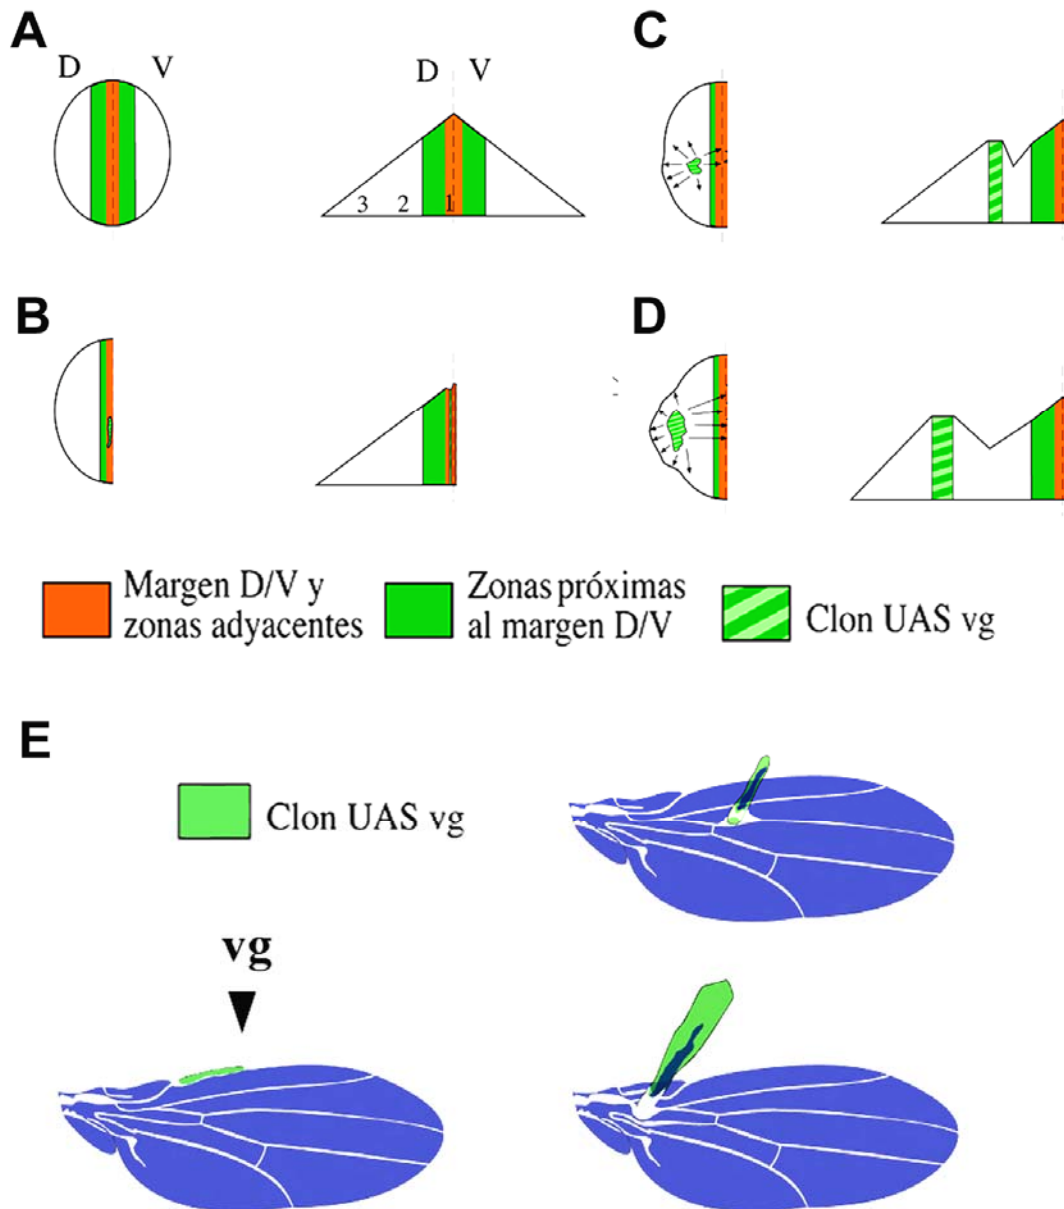 A
D
V
D
V
3
2
1
C
B
D
Margen D/V y
zonas adyacentes
Zonas próximas
al margen D/V
Clon UAS vg
E
Clon UAS vg
vg